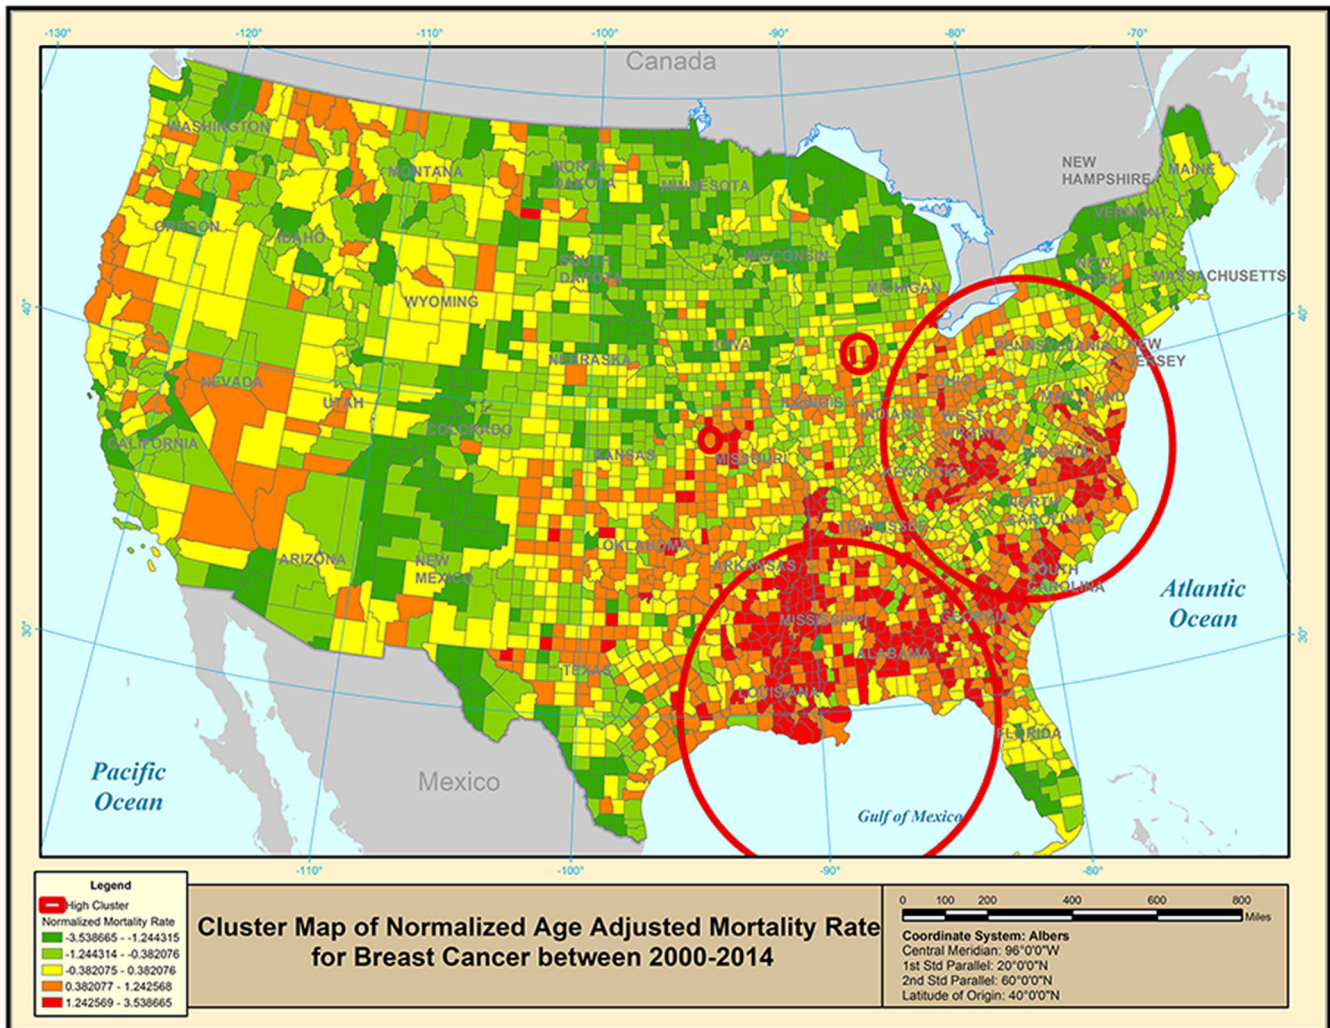 -130°
-120°
-110°
-100°
-90°
-80°
-70°
Canada
WASHINGTON
MONTANA
NORTH
DAKOTA
MINNESOTA
NEW
HAMPSHIRE
MAINE
VERMONT
OREGON
IDAHO
SOUTH
DAKOTA
WISCONSIN
NEW
YORK
MASSACHUSETTS
WYOMING
MICHIGAN
40°
40°
NEBRASKA
IOWA
PENNSYLVANIA
NEW
JERSEY
NEVADA
UTAH
COLORADO
ILLINOIS
INDIANA
OHIO
MARYLAND
CALIFORNIA
KANSAS
MISSOURI
WEST
VIRGINIA
VIRGINIA
KENTUCKY
NORTH
CAROLINA
TENNESSEE
ARIZONA
NEW
MEXICO
OKLAHOMA
ARKANSAS
SOUTH
CAROLINA
Atlantic
Ocean
30°
30°
MISSISSIPPI
GEORGIA
ALABAMA
TEXAS
LOUISIANA
FLORIDA
Pacific
Ocean
Mexico
Gulf of Mexico
-110°
-100°
-90°
-80°
Legend
High Cluster
Normalized Mortality Rate
-3.538665 - -1.244315
-1.244314 - -0.382076
-0.382075 - 0.382076
0.382077 - 1.242568
1.242569 - 3.538665
Cluster Map of Normalized Age Adjusted Mortality Rate
for Breast Cancer between 2000-2014
0 100 200 400 600 800
Miles
Coordinate System: Albers
Central Meridian: 96°0'0"W
1st Std Parallel: 20°0'0"N
2nd Std Parallel: 60°0'0"N
Latitude of Origin: 40°0'0"N